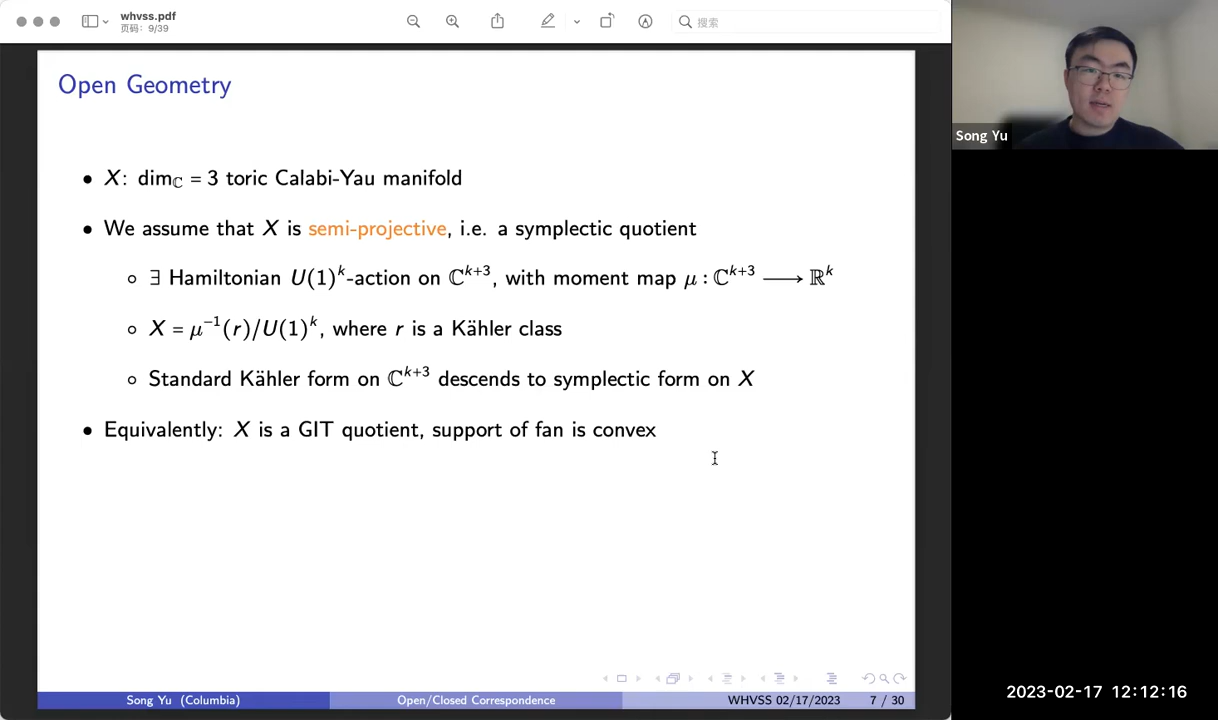 whvss.pdf
页码：9/39
搜索
Open Geometry
• X: dim_ℂ = 3 toric Calabi-Yau manifold
• We assume that X is semi-projective, i.e. a symplectic quotient
∘ ∃ Hamiltonian U(1)^k-action on ℂ^{k+3}, with moment map μ : ℂ^{k+3} ⟶ ℝ^k
∘ X = μ^{-1}(r)/U(1)^k, where r is a Kähler class
∘ Standard Kähler form on ℂ^{k+3} descends to symplectic form on X
• Equivalently: X is a GIT quotient, support of fan is convex
Song Yu (Columbia) Open/Closed Correspondence WHVSS 02/17/2023 7 / 30
Song Yu
2023-02-17 12:12:16